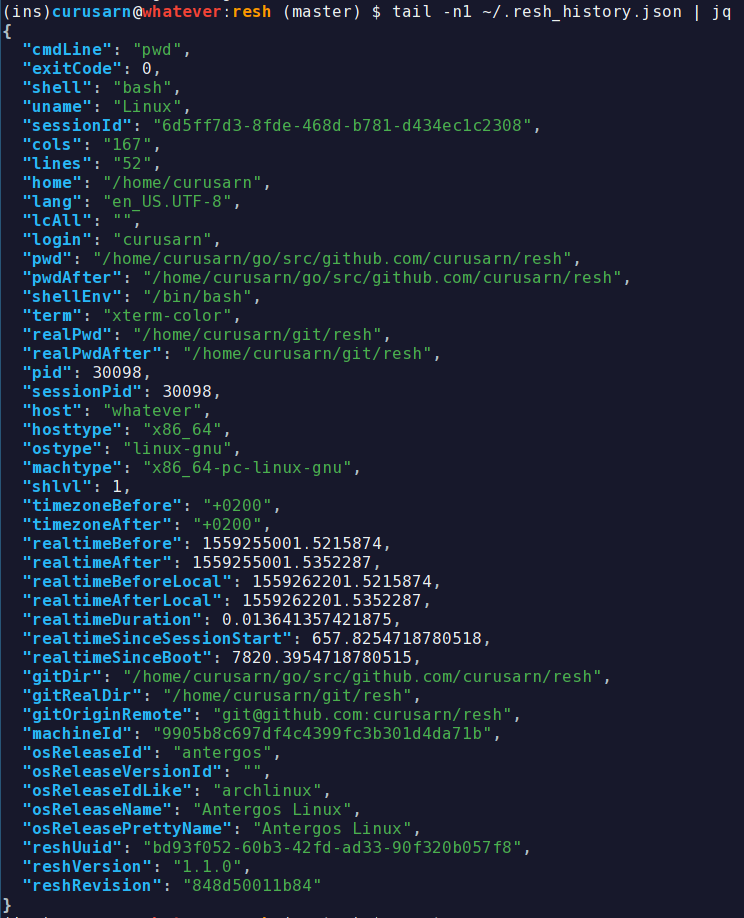 (ins)curusarn@whatever:resh (master) $ tail -n1 ~/.resh_history.json | jq
{
  "cmdLine": "pwd",
  "exitCode": 0,
  "shell": "bash",
  "uname": "Linux",
  "sessionId": "6d5ff7d3-8fde-468d-b781-d434ec1c2308",
  "cols": "167",
  "lines": "52",
  "home": "/home/curusarn",
  "lang": "en_US.UTF-8",
  "lcAll": "",
  "login": "curusarn",
  "pwd": "/home/curusarn/go/src/github.com/curusarn/resh",
  "pwdAfter": "/home/curusarn/go/src/github.com/curusarn/resh",
  "shellEnv": "/bin/bash",
  "term": "xterm-color",
  "realPwd": "/home/curusarn/git/resh",
  "realPwdAfter": "/home/curusarn/git/resh",
  "pid": 30098,
  "sessionPid": 30098,
  "host": "whatever",
  "hosttype": "x86_64",
  "ostype": "linux-gnu",
  "machtype": "x86_64-pc-linux-gnu",
  "shlvl": 1,
  "timezoneBefore": "+0200",
  "timezoneAfter": "+0200",
  "realtimeBefore": 1559255001.5215874,
  "realtimeAfter": 1559255001.5352287,
  "realtimeBeforeLocal": 1559262201.5215874,
  "realtimeAfterLocal": 1559262201.5352287,
  "realtimeDuration": 0.013641357421875,
  "realtimeSinceSessionStart": 657.8254718780518,
  "realtimeSinceBoot": 7820.3954718780515,
  "gitDir": "/home/curusarn/go/src/github.com/curusarn/resh",
  "gitRealDir": "/home/curusarn/git/resh",
  "gitOriginRemote": "git@github.com:curusarn/resh",
  "machineId": "9905b8c697df4c4399fc3b301d4da71b",
  "osReleaseId": "antergos",
  "osReleaseVersionId": "",
  "osReleaseIdLike": "archlinux",
  "osReleaseName": "Antergos Linux",
  "osReleasePrettyName": "Antergos Linux",
  "reshUuid": "bd93f052-60b3-42fd-ad33-90f320b057f8",
  "reshVersion": "1.1.0",
  "reshRevision": "848d50011b84"
}